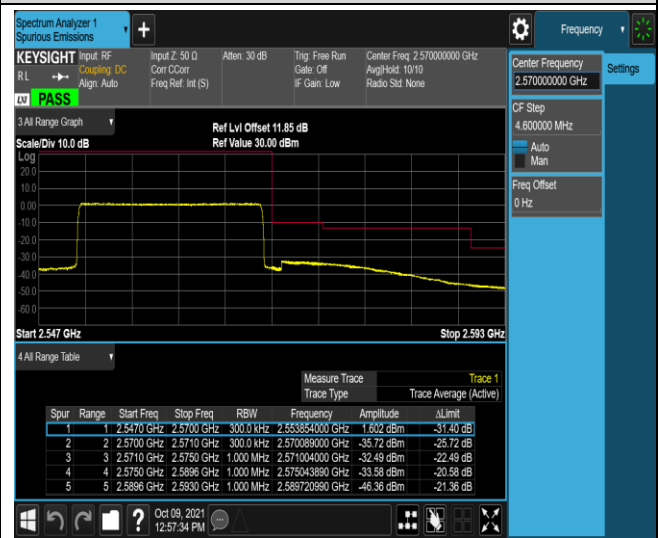 Spectrum Analyzer 1
Spurious Emissions
Frequency
KEYSIGHT Input: RF Input Z: 50 Ω Atten: 30 dB Trig: Free Run Center Freq: 2.570000000 GHz
RL Coupling: DC Corr CCorr Gate: Off Avg|Hold: 10/10
Align: Auto Freq Ref: Int (S) IF Gain: Low Radio Std: None
LXI PASS
Center Frequency
2.570000000 GHz
Settings
CF Step
4.600000 MHz
Auto
Man
Freq Offset
0 Hz
3 All Range Graph
Ref Lvl Offset 11.85 dB
Scale/Div 10.0 dB Ref Value 30.00 dBm
Log
20.0
10.0
0.00
-10.0
-20.0
-30.0
-40.0
-50.0
-60.0
Start 2.547 GHz Stop 2.593 GHz
4 All Range Table
Measure Trace Trace 1
Trace Type Trace Average (Active)
Spur Range Start Freq Stop Freq RBW Frequency Amplitude ΔLimit
1 1 2.5470 GHz 2.5700 GHz 300.0 kHz 2.553854000 GHz 1.602 dBm -31.40 dB
2 2 2.5700 GHz 2.5710 GHz 300.0 kHz 2.570089000 GHz -35.72 dBm -25.72 dB
3 3 2.5710 GHz 2.5750 GHz 1.000 MHz 2.571004000 GHz -32.49 dBm -22.49 dB
4 4 2.5750 GHz 2.5896 GHz 1.000 MHz 2.575043890 GHz -33.58 dBm -20.58 dB
5 5 2.5896 GHz 2.5930 GHz 1.000 MHz 2.589720990 GHz -46.36 dBm -21.36 dB
Oct 09, 2021
12:57:34 PM